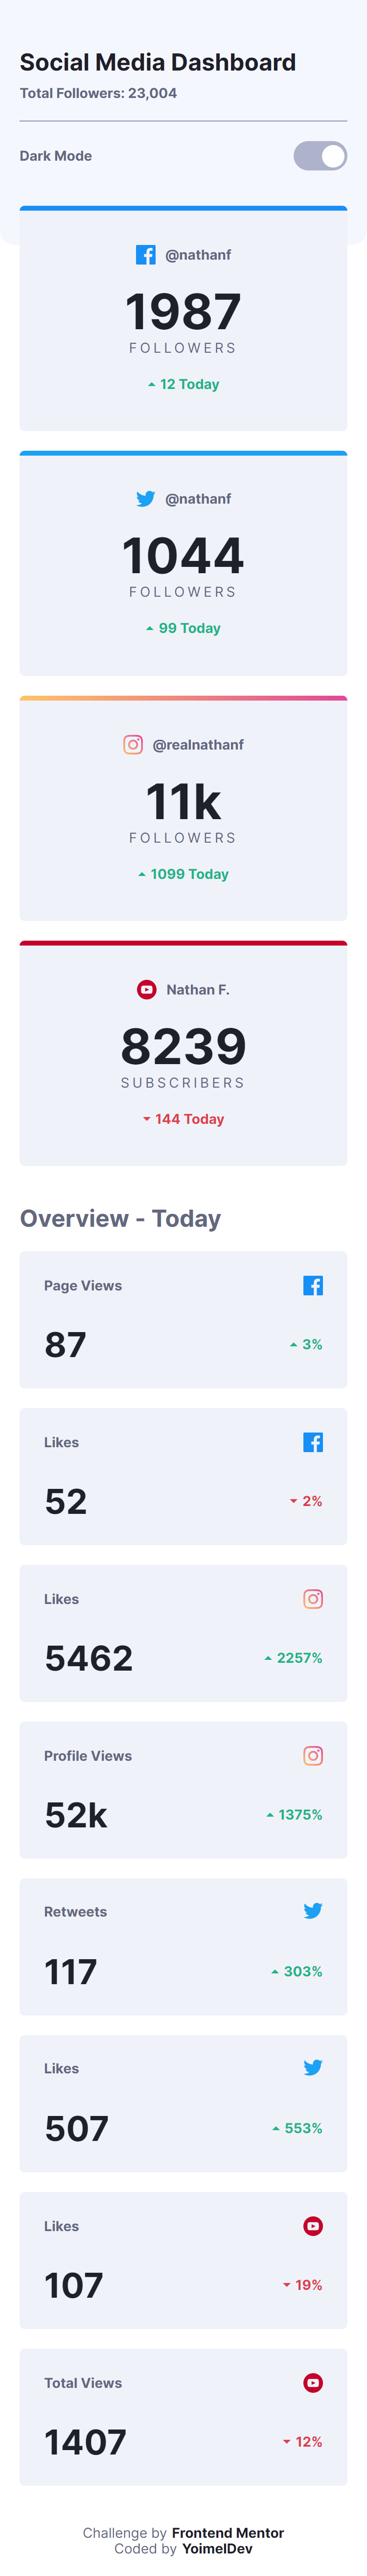 Social Media Dashboard
Total Followers: 23,004
Dark Mode
@nathanf
1987
FOLLOWERS
12 Today
@nathanf
1044
FOLLOWERS
99 Today
@realnathanf
11k
FOLLOWERS
1099 Today
Nathan F.
8239
SUBSCRIBERS
144 Today
Overview - Today
Page Views
87 3%
Likes
52 2%
Likes
5462 2257%
Profile Views
52k 1375%
Retweets
117 303%
Likes
507 553%
Likes
107 19%
Total Views
1407 12%
Challenge by Frontend Mentor
Coded by YoimelDev